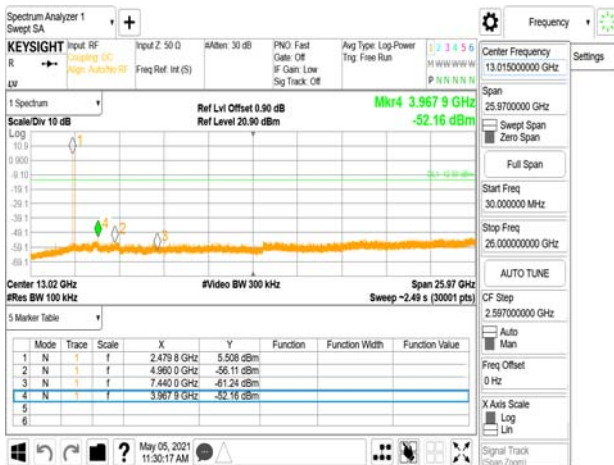 Spectrum Analyzer 1
Swept SA
+
Frequency
Settings
KEYSIGHT
R
LXI
Input: RF
Coupling: DC
Align: Auto/No RF
Input Z: 50 Ω
Freq Ref: Int (S)
#Atten: 30 dB
PNO: Fast
Gate: Off
IF Gain: Low
Sig Track: Off
Avg Type: Log-Power
Trig: Free Run
1 2 3 4 5 6
M W W W W W
P N N N N N
1 Spectrum
Scale/Div 10 dB
Ref Lvl Offset 0.90 dB
Ref Level 20.90 dBm
Mkr4 3.967 9 GHz
-52.16 dBm
Log
10.9
0.900
-9.10
-19.1
-29.1
-39.1
-49.1
-59.1
-69.1
1
4
2
3
Center 13.02 GHz
#Res BW 100 kHz
#Video BW 300 kHz
Span 25.97 GHz
Sweep ~2.49 s (30001 pts)
5 Marker Table
Mode Trace Scale X Y Function Function Width Function Value
1 N 1 f 2.479 8 GHz 5.508 dBm
2 N 1 f 4.960 0 GHz -56.11 dBm
3 N 1 f 7.440 0 GHz -61.24 dBm
4 N 1 f 3.967 9 GHz -52.16 dBm
5
6
?
May 05, 2021
11:30:17 AM
Center Frequency
13.015000000 GHz
Span
25.9700000 GHz
Swept Span
Zero Span
Full Span
Start Freq
30.000000 MHz
Stop Freq
26.000000000 GHz
AUTO TUNE
CF Step
2.597000000 GHz
Auto
Man
Freq Offset
0 Hz
X Axis Scale
Log
Lin
Signal Track
(Span Zoom)